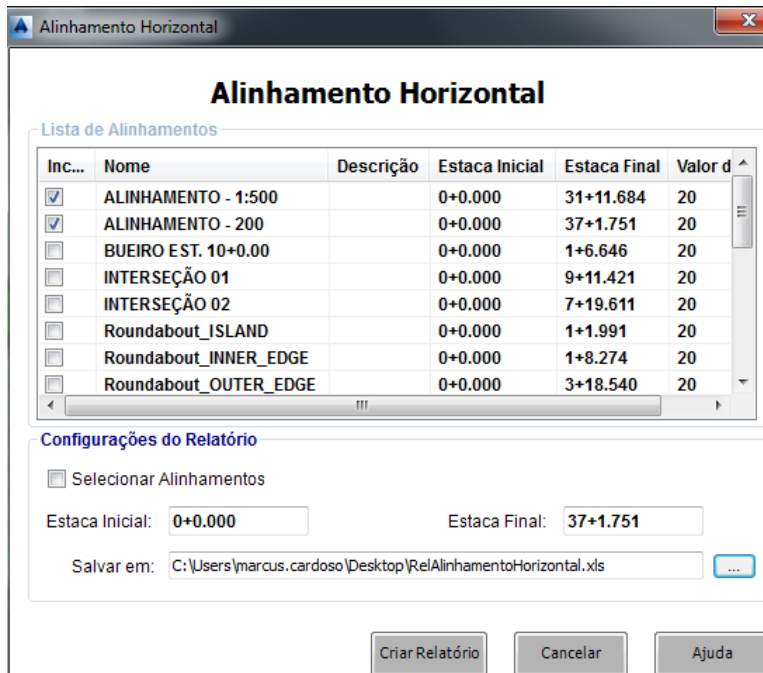 Alinhamento Horizontal
Alinhamento Horizontal
Lista de Alinhamentos
Inc... Nome Descrição Estaca Inicial Estaca Final Valor d
ALINHAMENTO - 1:500 0+0.000 31+11.684 20
ALINHAMENTO - 200 0+0.000 37+1.751 20
BUEIRO EST. 10+0.00 0+0.000 1+6.646 20
INTERSEÇÃO 01 0+0.000 9+11.421 20
INTERSEÇÃO 02 0+0.000 7+19.611 20
Roundabout_ISLAND 0+0.000 1+1.991 20
Roundabout_INNER_EDGE 0+0.000 1+8.274 20
Roundabout_OUTER_EDGE 0+0.000 3+18.540 20
Configurações do Relatório
Selecionar Alinhamentos
Estaca Inicial: 0+0.000 Estaca Final: 37+1.751
Salvar em: C:\Users\marcus.cardoso\Desktop\RelAlinhamentoHorizontal.xls ...
Criar Relatório Cancelar Ajuda